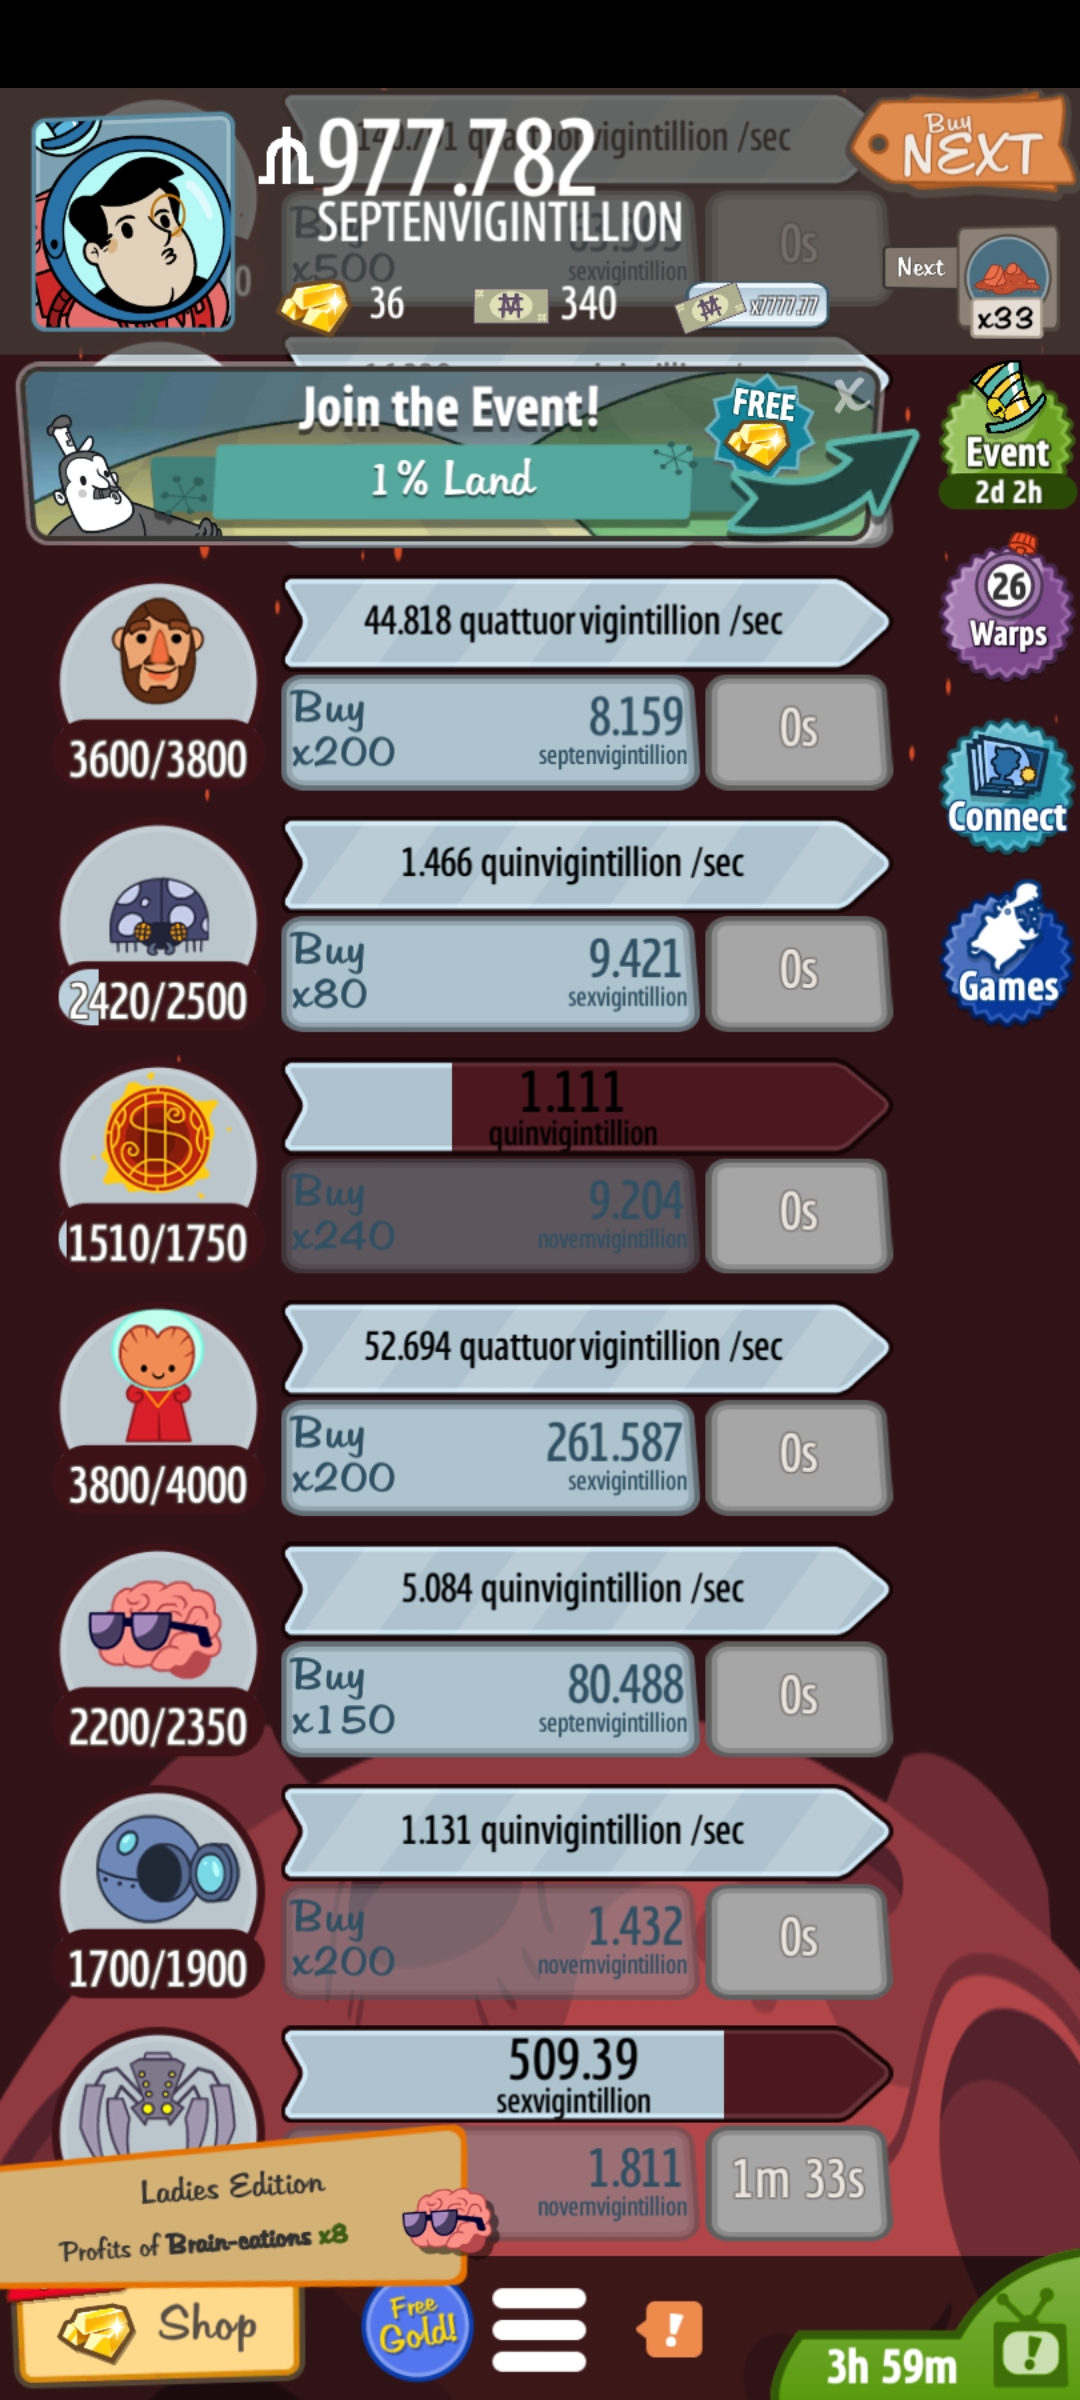 /sec
977.782
Buy
NEXT
SEPTENVIGINTILLION
x500
sexvigintillion
0s
Next
36
340
x7777.77
x33
Join the Event!
FREE
X
1% Land
Event
2d 2h
44.818 quattuorvigintillion /sec
26
Warps
Buy
x200
8.159
septenvigintillion
0s
3600/3800
Connect
1.466 quinvigintillion /sec
Buy
x80
9.421
sexvigintillion
0s
Games
2420/2500
1.111
quinvigintillion
Buy
x240
9.204
novemvigintillion
0s
1510/1750
52.694 quattuorvigintillion /sec
Buy
x200
261.587
sexvigintillion
0s
3800/4000
5.084 quinvigintillion /sec
Buy
x150
80.488
septenvigintillion
0s
2200/2350
1.131 quinvigintillion /sec
Buy
x200
1.432
novemvigintillion
0s
1700/1900
509.39
sexvigintillion
1.811
novemvigintillion
1m 33s
Ladies Edition
Profits of Brain-cations x8
Shop
Free
Gold!
!
3h 59m
!